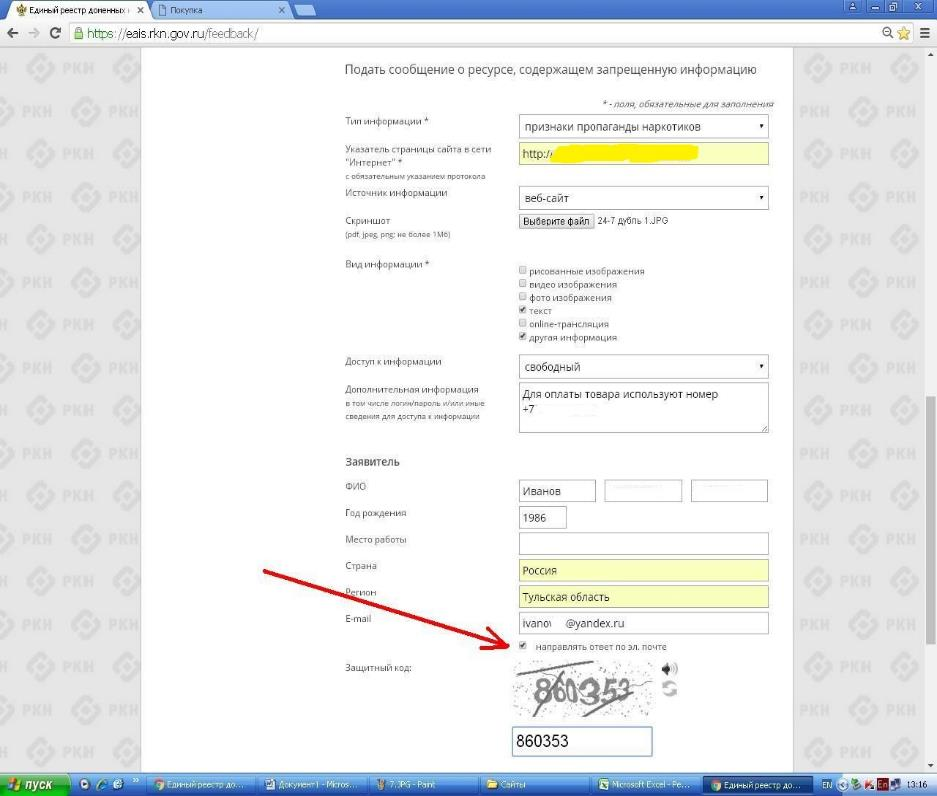 Единый реестр доменных
Покупка
https://eais.rkn.gov.ru/feedback/
Подать сообщение о ресурсе, содержащем запрещенную информацию
* - поля, обязательные для заполнения
Тип информации *
признаки пропаганды наркотиков
Указатель страницы сайта в сети
"Интернет" *
с обязательным указанием протокола
http:/
Источник информации
веб-сайт
Скриншот
(pdf, jpeg, png; не более 1Мб)
Выберите файл 24-7 дубль 1.JPG
Вид информации *
рисованные изображения
видео изображения
фото изображения
текст
online-трансляция
другая информация
Доступ к информации
свободный
Дополнительная информация
в том числе логин/пароль и/или иные
сведения для доступа к информации
Для оплаты товара используют номер
+7
Заявитель
ФИО
Иванов
Год рождения
1986
Место работы
Страна
Россия
Регион
Тульская область
E-mail
ivano @yandex.ru
направлять ответ по эл. почте
Защитный код:
860353
860353
РКН
пуск
Единый реестр до...
Документ1 - Micros...
7.JPG - Paint
Сайты
Microsoft Excel - Ре...
Единый реестр до...
EN
En
13:16